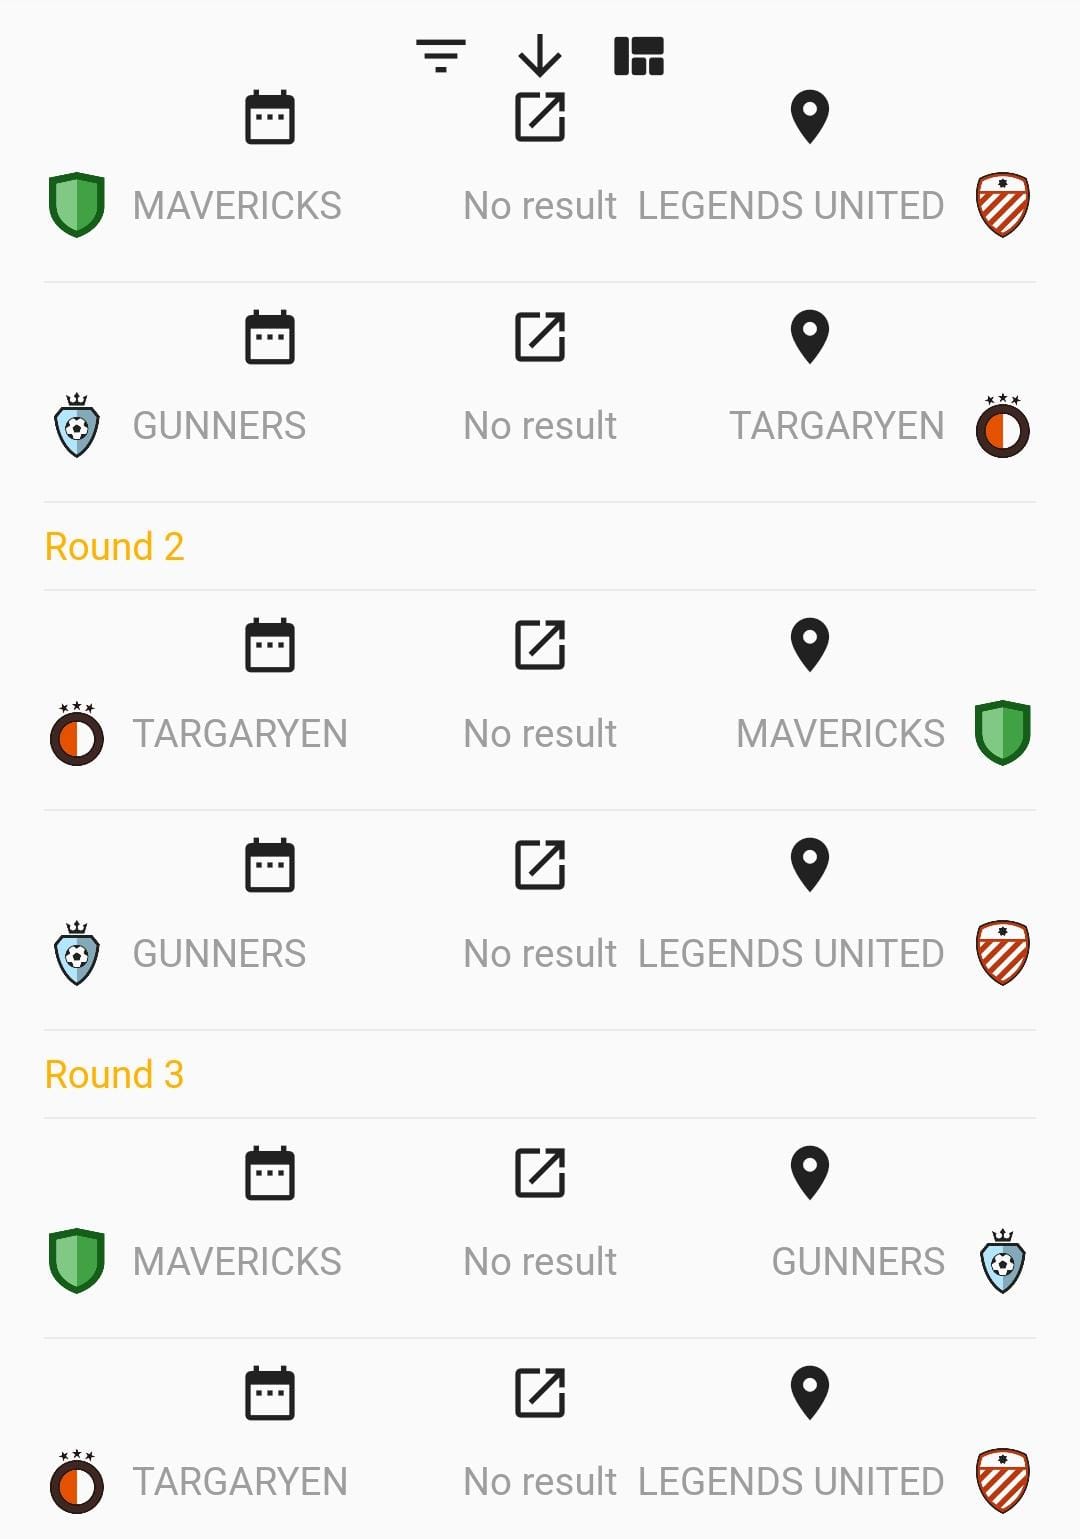 MAVERICKS No result LEGENDS UNITED
GUNNERS No result TARGARYEN
Round 2
TARGARYEN No result MAVERICKS
GUNNERS No result LEGENDS UNITED
Round 3
MAVERICKS No result GUNNERS
TARGARYEN No result LEGENDS UNITED